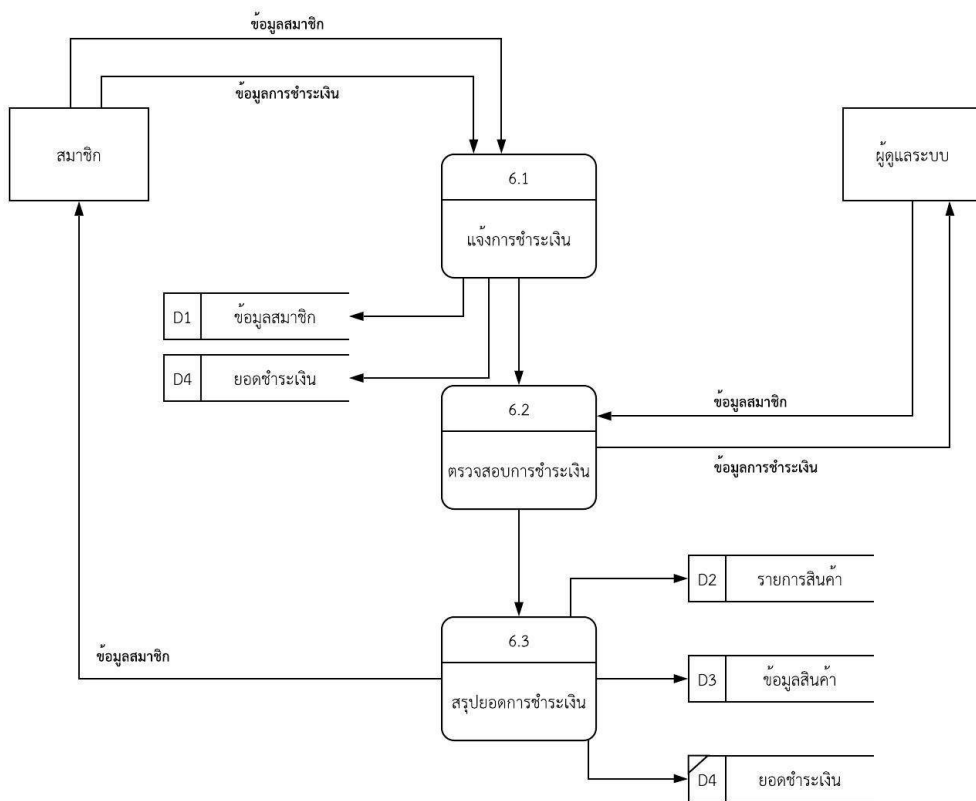 ข้อมูลสมาชิก
ข้อมูลการชำระเงิน
สมาชิก
ผู้ดูแลระบบ
6.1
แจ้งการชำระเงิน
D1 ข้อมูลสมาชิก
D4 ยอดชำระเงิน
6.2
ตรวจสอบการชำระเงิน
ข้อมูลสมาชิก
ข้อมูลการชำระเงิน
D2 รายการสินค้า
6.3
สรุปยอดการชำระเงิน
ข้อมูลสมาชิก
D3 ข้อมูลสินค้า
D4 ยอดชำระเงิน